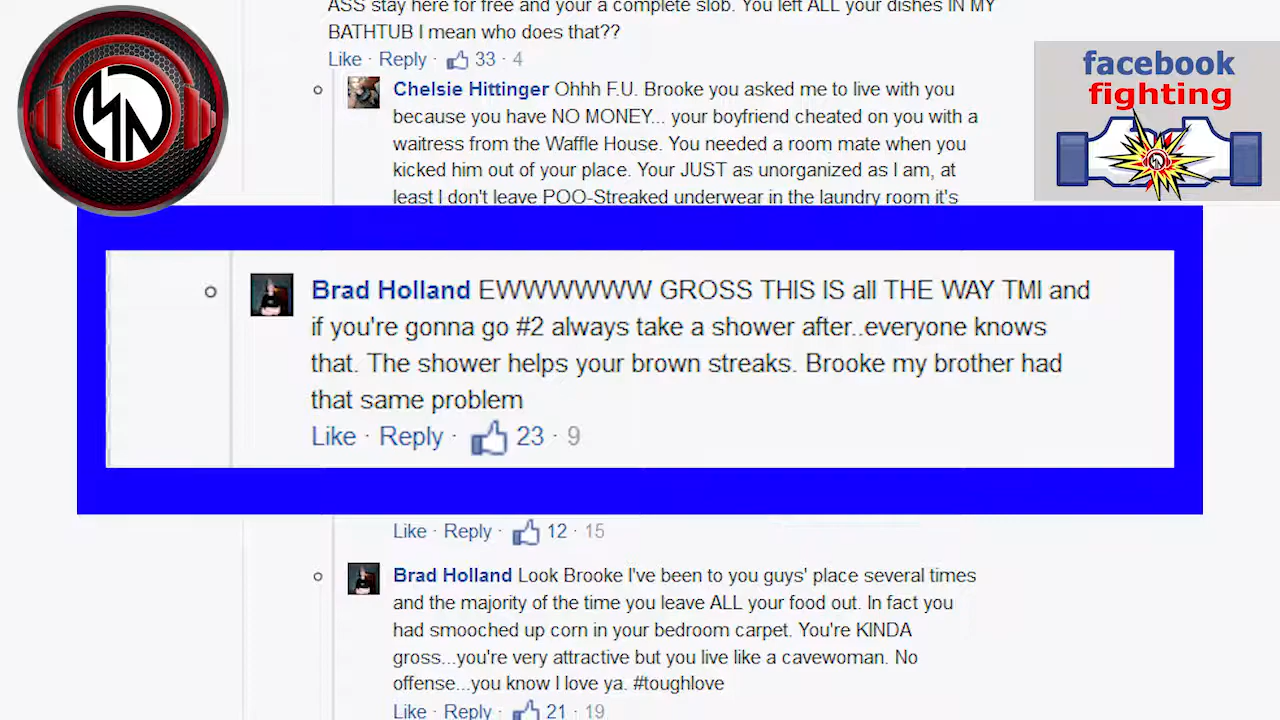 ASS stay here for free and your a complete slob. You left ALL your dishes IN MY
BATHTUB I mean who does that??
Like · Reply · 33 · 4
Chelsie Hittinger Ohhh F.U. Brooke you asked me to live with you
because you have NO MONEY... your boyfriend cheated on you with a
waitress from the Waffle House. You needed a room mate when you
kicked him out of your place. Your JUST as unorganized as I am, at
least I don't leave POO-Streaked underwear in the laundry room it's
facebook
fighting
Brad Holland EWWWWWW GROSS THIS IS all THE WAY TMI and
if you're gonna go #2 always take a shower after..everyone knows
that. The shower helps your brown streaks. Brooke my brother had
that same problem
Like · Reply · 23 · 9
Like · Reply · 12 · 15
Brad Holland Look Brooke I've been to you guys' place several times
and the majority of the time you leave ALL your food out. In fact you
had smooched up corn in your bedroom carpet. You're KINDA
gross...you're very attractive but you live like a cavewoman. No
offense...you know I love ya. #toughlove
Like · Reply · 21 · 19